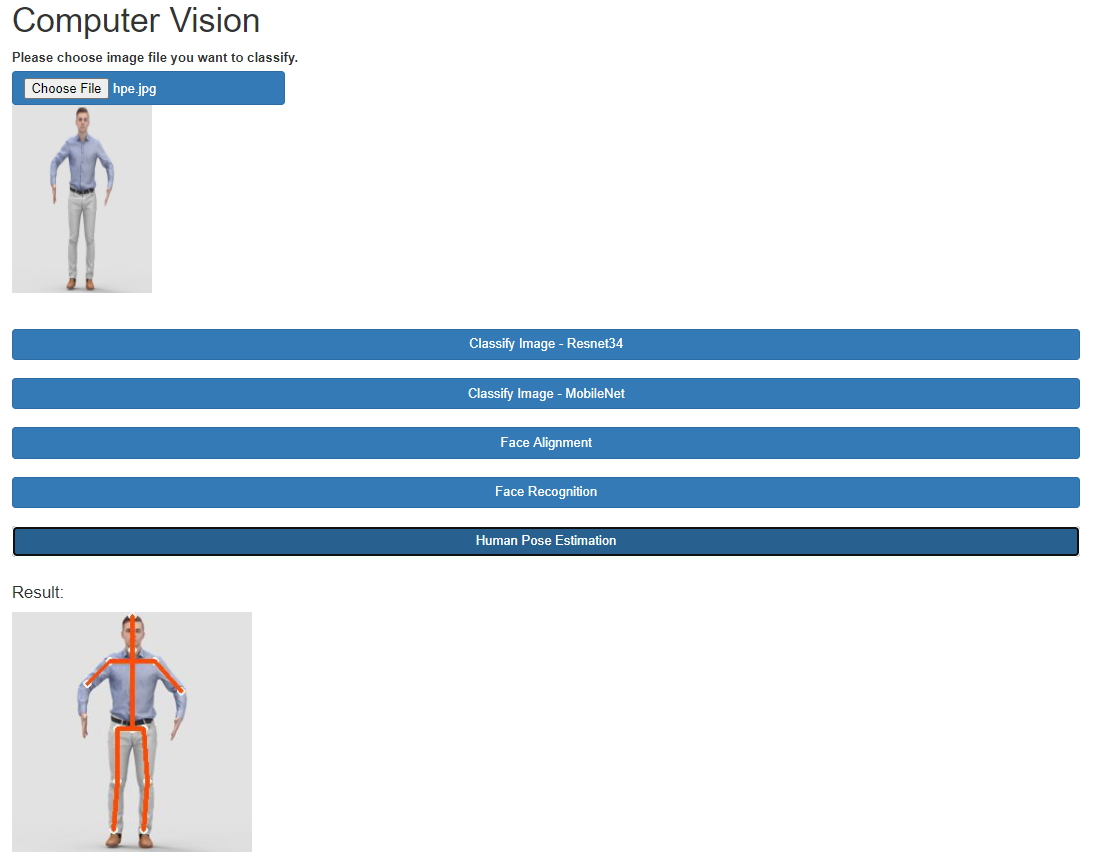 Computer Vision
Please choose image file you want to classify.
Choose File hpe.jpg
Classify Image - Resnet34
Classify Image - MobileNet
Face Alignment
Face Recognition
Human Pose Estimation
Result: